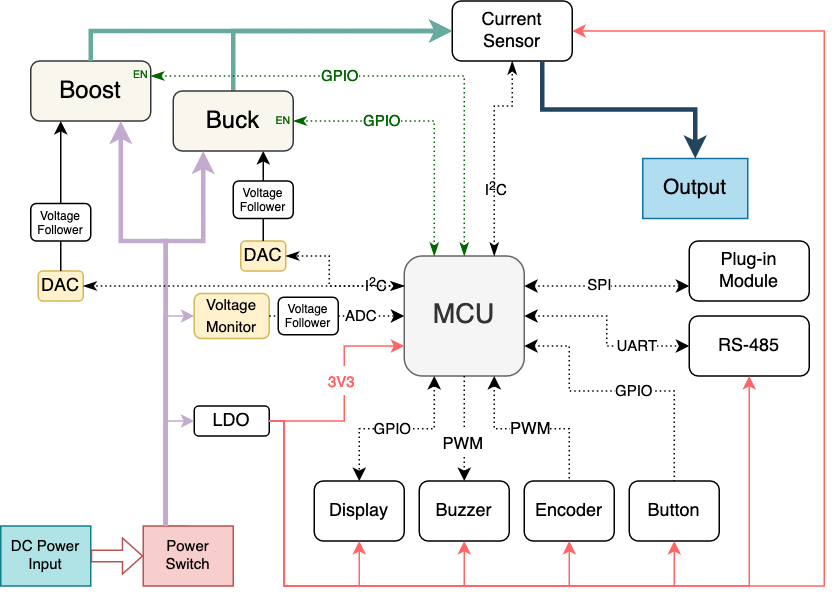 Current
Sensor
EN
GPIO
Boost
Buck
EN
GPIO
I²C
Output
Voltage
Follower
Voltage
Follower
DAC
DAC
I²C
Voltage
Monitor
Voltage
Follower
ADC
MCU
SPI
Plug-in
Module
UART
RS-485
3V3
GPIO
LDO
GPIO
PWM
PWM
Display
Buzzer
Encoder
Button
DC Power
Input
Power
Switch